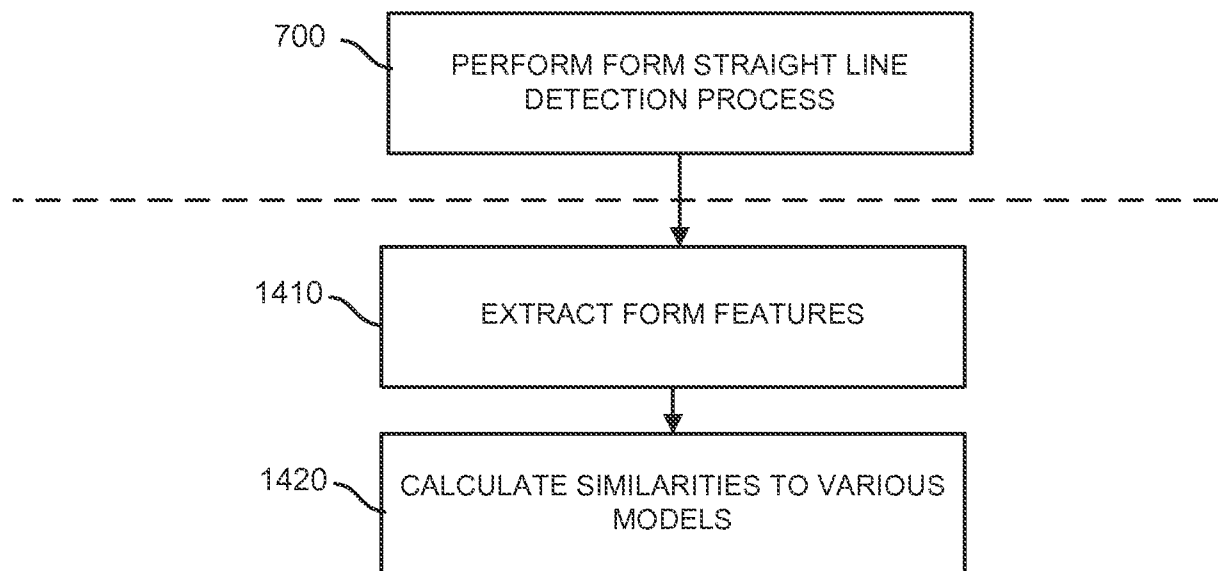 700
PERFORM FORM STRAIGHT LINE
DETECTION PROCESS
1410
EXTRACT FORM FEATURES
1420
CALCULATE SIMILARITIES TO VARIOUS
MODELS